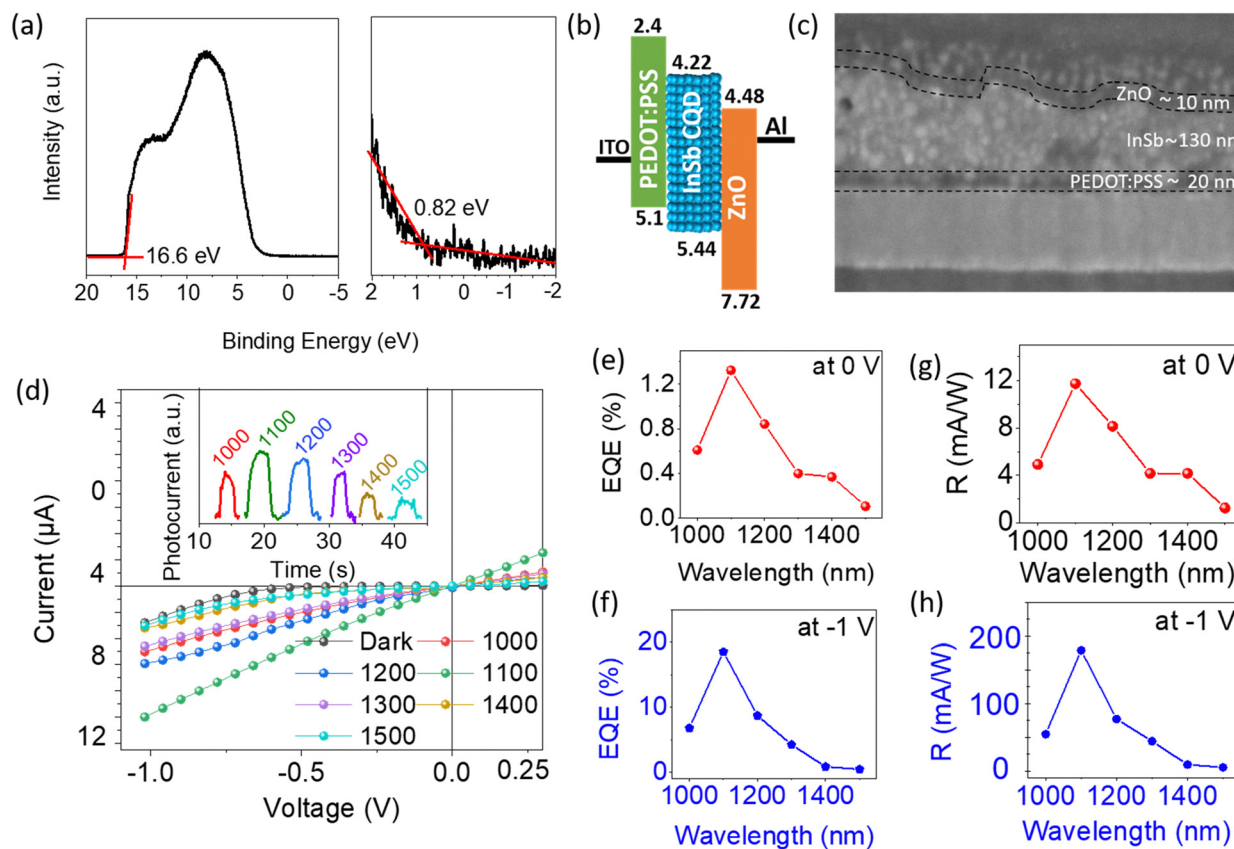 (a)
Intensity (a.u.)
16.6 eV
20 15 10 5 0 -5
0.82 eV
2 1 0 -1 -2
Binding Energy (eV)
(b)
2.4
4.22
4.48
ITO
PEDOT:PSS
InSb CQD
ZnO
Al
5.1
5.44
7.72
(c)
ZnO ~ 10 nm
InSb~130 nm
PEDOT:PSS ~ 20 nm
(d)
Current (µA)
4
0
4
8
12
Photocurrent (a.u.)
1000
1100
1200
1300
1400
1500
10 20 30 40
Time (s)
Dark 1000
1200 1100
1300 1400
1500
-1.0 -0.5 0.0 0.25
Voltage (V)
(e)
at 0 V
EQE (%)
1.2
0.8
0.4
0.0
1000 1200 1400
Wavelength (nm)
(g)
at 0 V
R (mA/W)
12
8
4
0
1000 1200 1400
Wavelength (nm)
(f)
at -1 V
EQE (%)
20
10
0
1000 1200 1400
Wavelength (nm)
(h)
at -1 V
R (mA/W)
200
100
0
1000 1200 1400
Wavelength (nm)